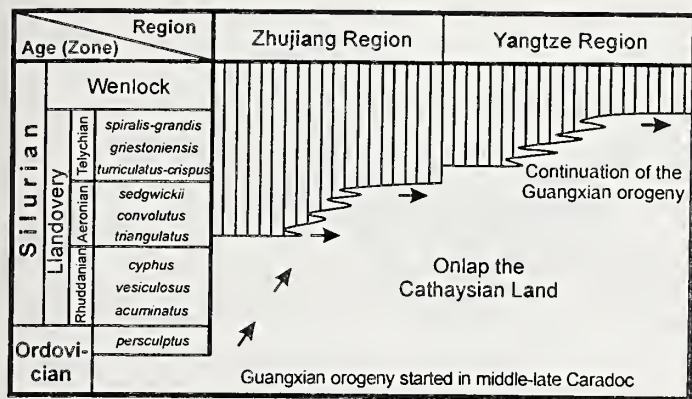 Region
Age (Zone)
Zhujiang Region
Yangtze Region
Silurian
Wenlock
Llandovery
Telychian
spiralis-grandis
griestoniensis
turriculatus-crispus
Aeronian
sedgwickii
convolutus
triangulatus
Rhuddanian
cyphus
vesiculosus
acuminatus
Ordovi-
cian
persculptus
Continuation of the
Guangxian orogeny
Onlap the
Cathaysian Land
Guangxian orogeny started in middle-late Caradoc